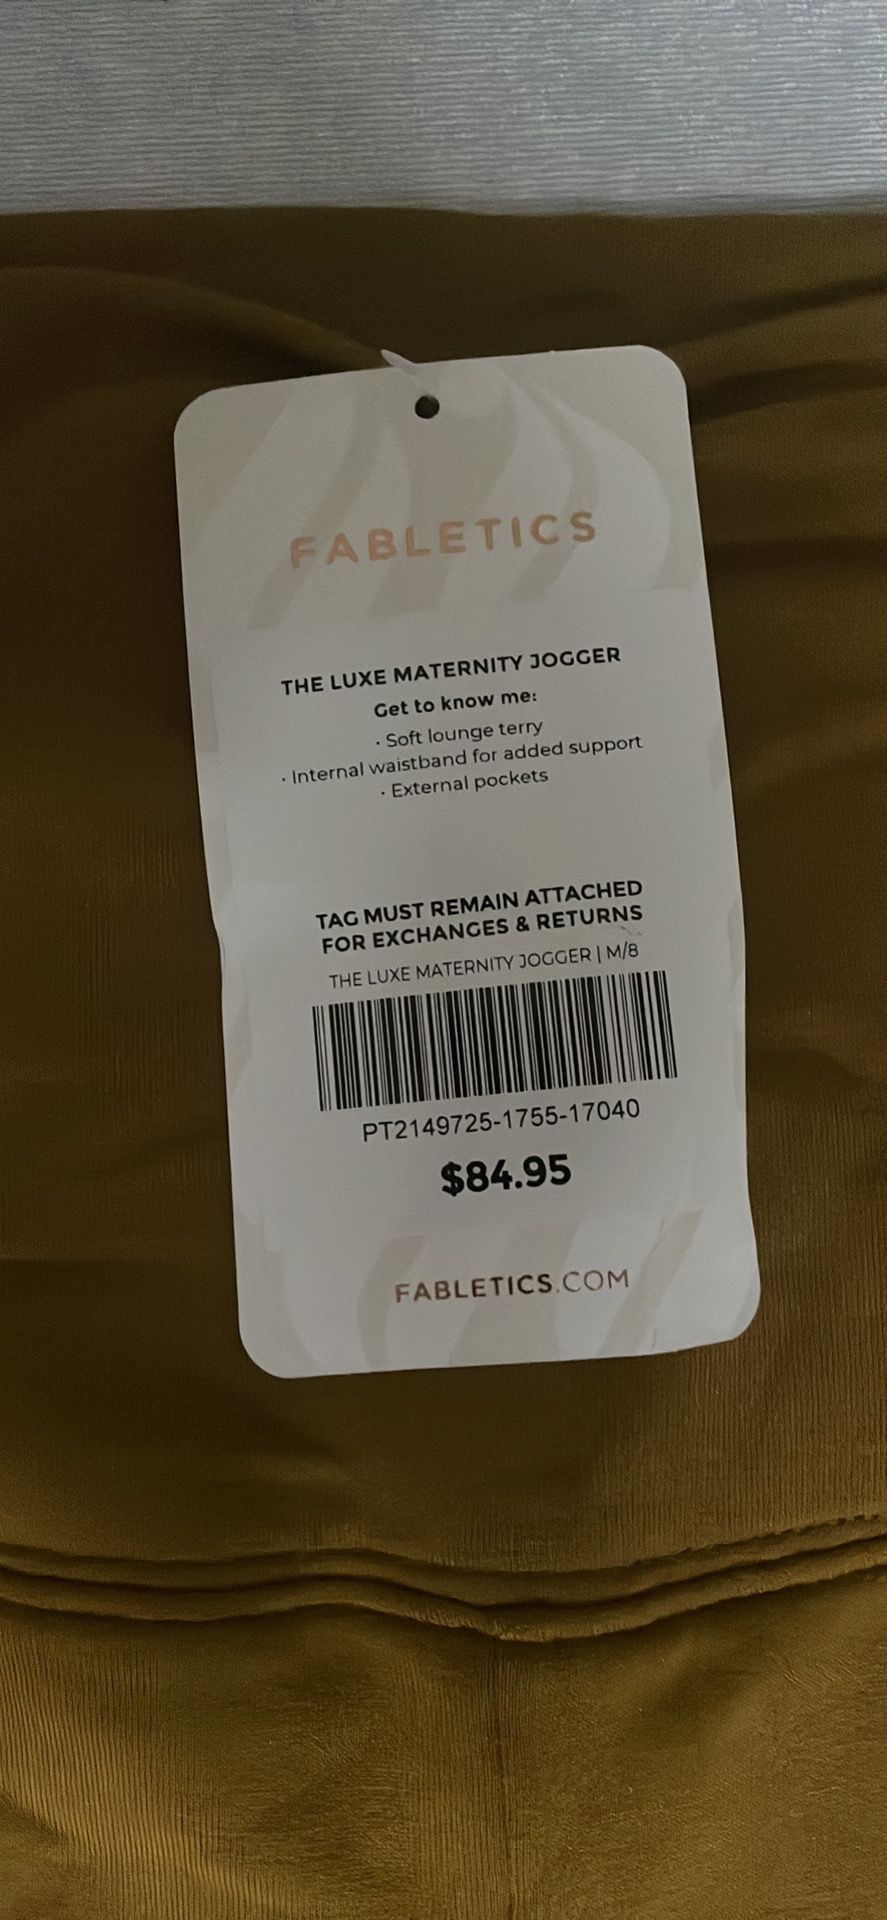 FABLETICS
THE LUXE MATERNITY JOGGER
Get to know me:
· Soft lounge terry
· Internal waistband for added support
· External pockets
TAG MUST REMAIN ATTACHED
FOR EXCHANGES & RETURNS
THE LUXE MATERNITY JOGGER | M/8
PT2149725-1755-17040
$84.95
FABLETICS.COM